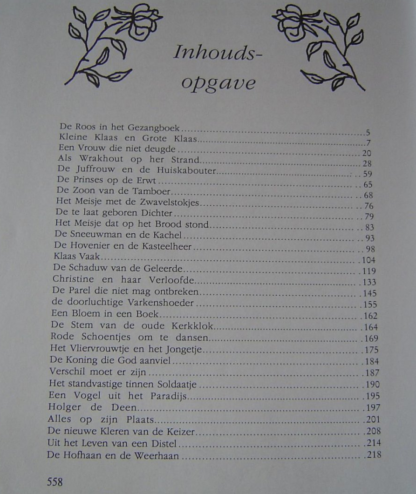 Inhouds-
opgave
De Roos in het Gezangboek 5
Kleine Klaas en Grote Klaas 7
Een Vrouw die niet deugde 20
Als Wrakhout op her Strand 28
De Juffrouw en de Huiskabouter 59
De Prinses op de Erwt 65
De Zoon van de Tamboer 68
Het Meisje met de Zwavelstokjes 76
De te laat geboren Dichter 79
Het Meisje dat op het Brood stond 83
De Sneeuwman en de Kachel 93
De Hovenier en de Kasteelheer 98
Klaas Vaak 104
De Schaduw van de Geleerde 119
Christine en haar Verloofde 133
De Parel die niet mag ontbreken 145
de doorluchtige Varkenshoeder 155
Een Bloem in een Boek 162
De Stem van de oude Kerkklok 164
Rode Schoentjes om te dansen 169
Het Vliervrouwtje en het Jongetje 175
De Koning die God aanviel 184
Verschil moet er zijn 187
Het standvastige tinnen Soldaatje 190
Een Vogel uit het Paradijs 195
Holger de Deen 197
Alles op zijn Plaats 201
De nieuwe Kleren van de Keizer 208
Uit het Leven van een Distel 214
De Hofhaan en de Weerhaan 218
558